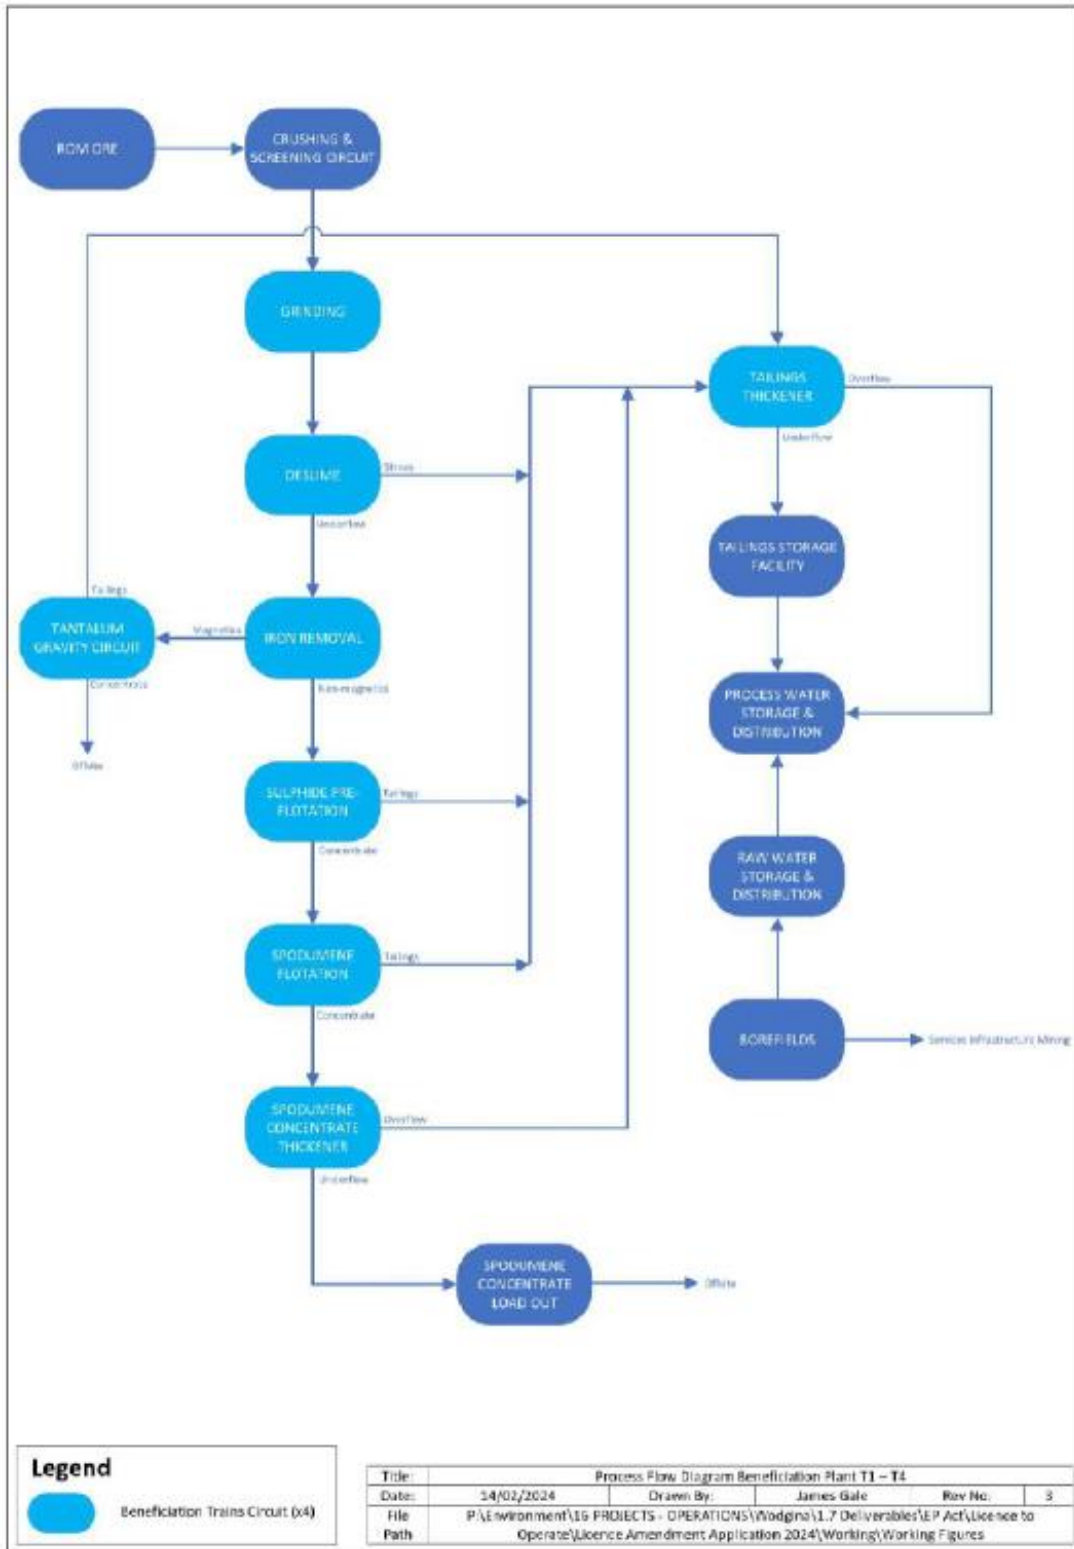 ROM ORE
CRUSHING &
SCREENING CIRCUIT
GRINDING
TAILINGS
THICKENER
Overflow
Underflow
DESLIME
Slimes
Underflow
TAILINGS STORAGE
FACILITY
Tailings
TANTALUM
GRAVITY CIRCUIT
Magnetics
IRON REMOVAL
Concentrate
Non-magnetics
PROCESS WATER
STORAGE &
DISTRIBUTION
Offsite
SULPHIDE PRE-
FLOTATION
Tailings
Concentrate
RAW WATER
STORAGE &
DISTRIBUTION
SPODUMENE
FLOTATION
Tailings
Concentrate
BOREFIELDS
Services Infrastructure Mining
SPODUMENE
CONCENTRATE
THICKENER
Overflow
Underflow
SPODUMENE
CONCENTRATE
LOAD OUT
Offsite
Legend
Beneficiation Trains Circuit (x4)
Title: Process Flow Diagram Beneficiation Plant T1 – T4
Date: 14/02/2024 Drawn By: James Gale Rev No. 3
File Path P:\Environment\16 PROJECTS - OPERATIONS\Wodgina\1.7 Deliverables\EP Act\Licence to
Operate\Licence Amendment Application 2024\Working\Working Figures